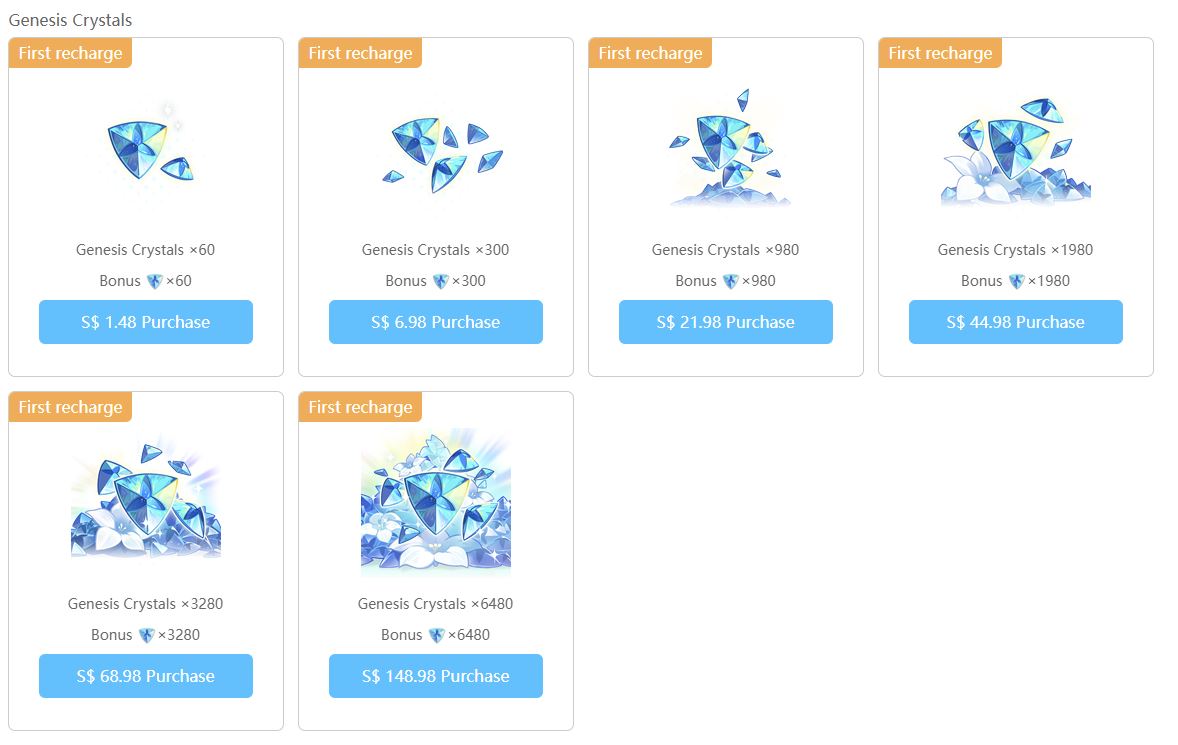 Genesis Crystals
First recharge
Genesis Crystals ×60
Bonus ×60
S$ 1.48 Purchase
First recharge
Genesis Crystals ×300
Bonus ×300
S$ 6.98 Purchase
First recharge
Genesis Crystals ×980
Bonus ×980
S$ 21.98 Purchase
First recharge
Genesis Crystals ×1980
Bonus ×1980
S$ 44.98 Purchase
First recharge
Genesis Crystals ×3280
Bonus ×3280
S$ 68.98 Purchase
First recharge
Genesis Crystals ×6480
Bonus ×6480
S$ 148.98 Purchase